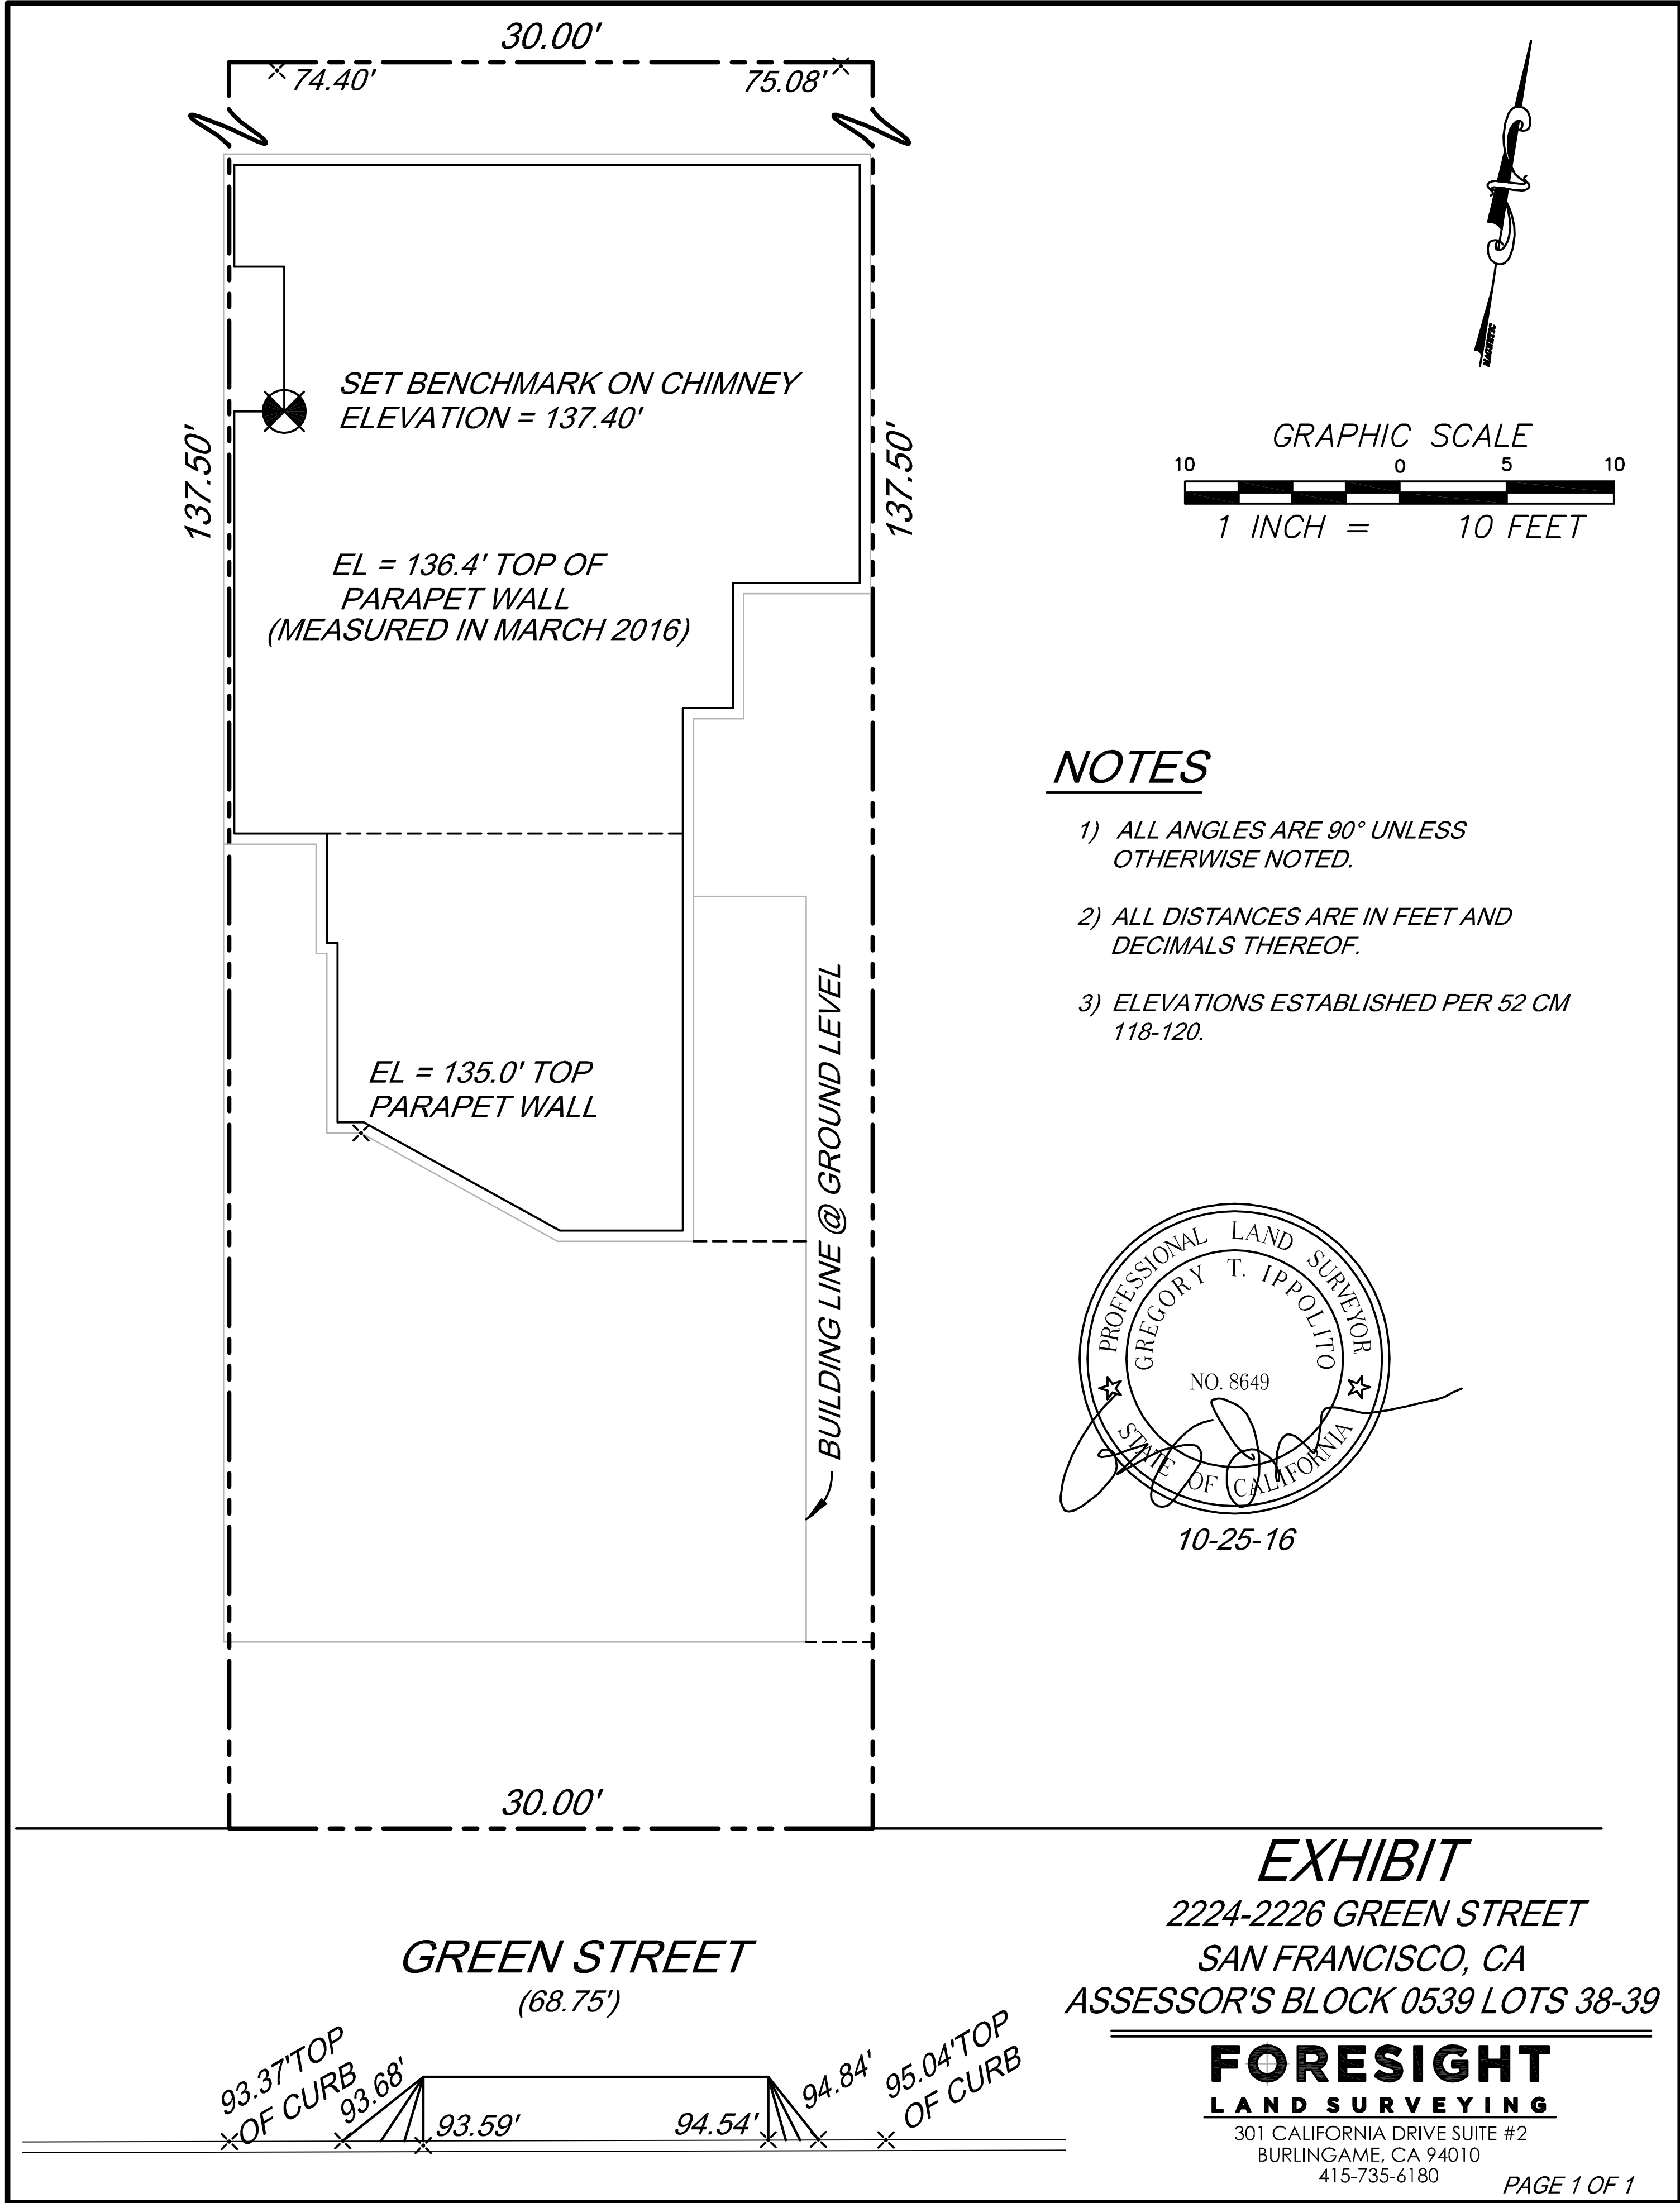 30.00'
74.40'
75.08'
MAGNETIC
SET BENCHMARK ON CHIMNEY
ELEVATION = 137.40'
137.50'
137.50'
GRAPHIC SCALE
10 0 5 10
1 INCH = 10 FEET
EL = 136.4' TOP OF
PARAPET WALL
(MEASURED IN MARCH 2016)
NOTES
1) ALL ANGLES ARE 90° UNLESS
OTHERWISE NOTED.
2) ALL DISTANCES ARE IN FEET AND
DECIMALS THEREOF.
3) ELEVATIONS ESTABLISHED PER 52 CM
118-120.
EL = 135.0' TOP
PARAPET WALL
BUILDING LINE @ GROUND LEVEL
PROFESSIONAL LAND SURVEYOR
GREGORY T. IPPOLITO
NO. 8649
STATE OF CALIFORNIA
10-25-16
30.00'
GREEN STREET
(68.75')
93.37'TOP
OF CURB
93.68'
93.59'
94.54'
94.84'
95.04'TOP
OF CURB
EXHIBIT
2224-2226 GREEN STREET
SAN FRANCISCO, CA
ASSESSOR'S BLOCK 0539 LOTS 38-39
FORESIGHT
LAND SURVEYING
301 CALIFORNIA DRIVE SUITE #2
BURLINGAME, CA 94010
415-735-6180
PAGE 1 OF 1